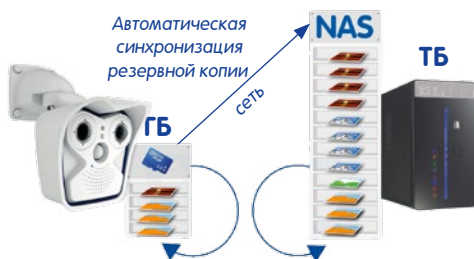 Автоматическая
синхронизация
резервной копии
NAS
сеть
ГБ
ТБ